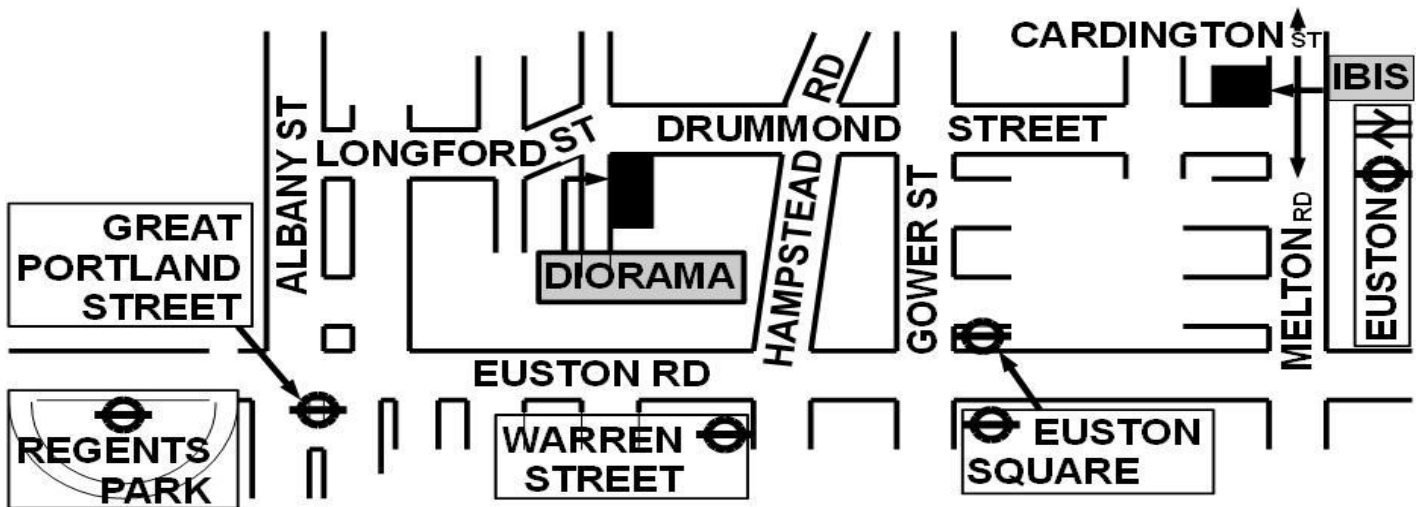 CARDINGTON ST
IBIS
ALBANY ST
LONGFORD ST
DRUMMOND STREET
HAMPSTEAD RD
GOWER ST
MELTON RD
EUSTON
GREAT
PORTLAND
STREET
DIORAMA
EUSTON RD
REGENTS
PARK
WARREN
STREET
EUSTON
SQUARE